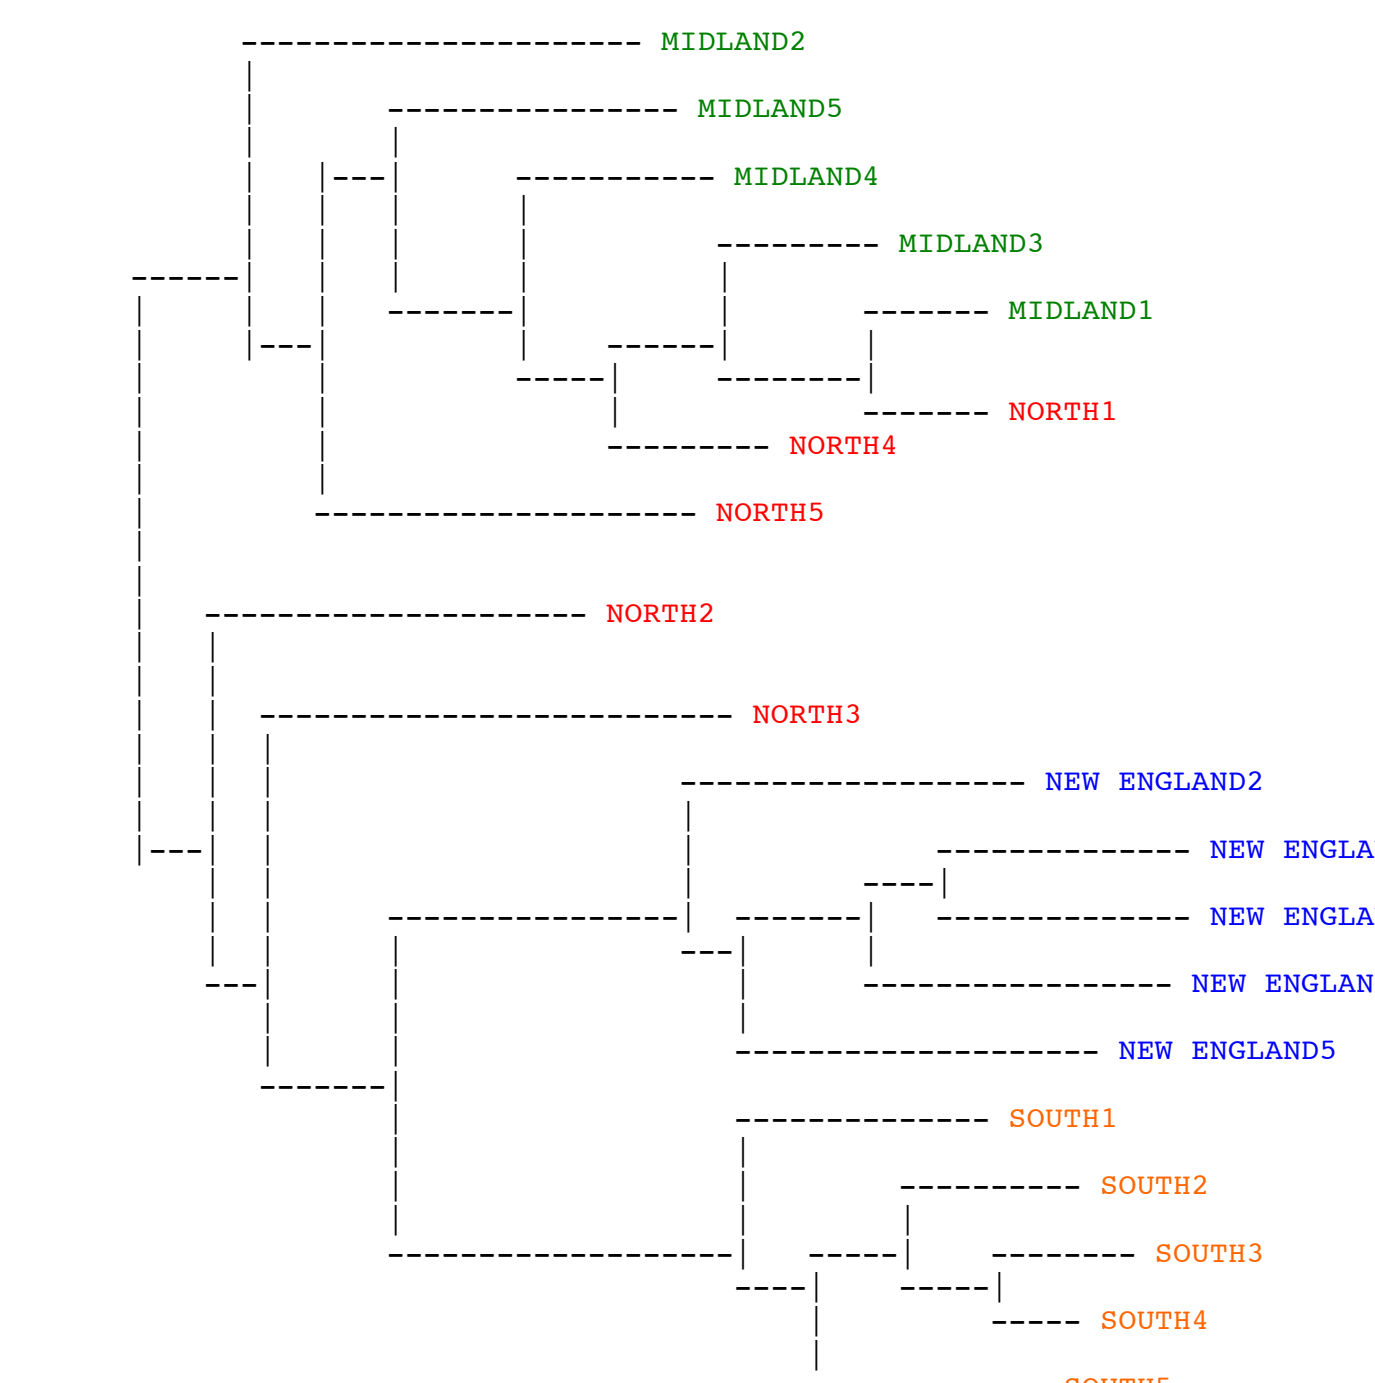 MIDLAND2
MIDLAND5
MIDLAND4
MIDLAND3
MIDLAND1
NORTH1
NORTH4
NORTH5
NORTH2
NORTH3
NEW ENGLAND2
NEW ENGLA
NEW ENGLA
NEW ENGLAN
NEW ENGLAND5
SOUTH1
SOUTH2
SOUTH3
SOUTH4